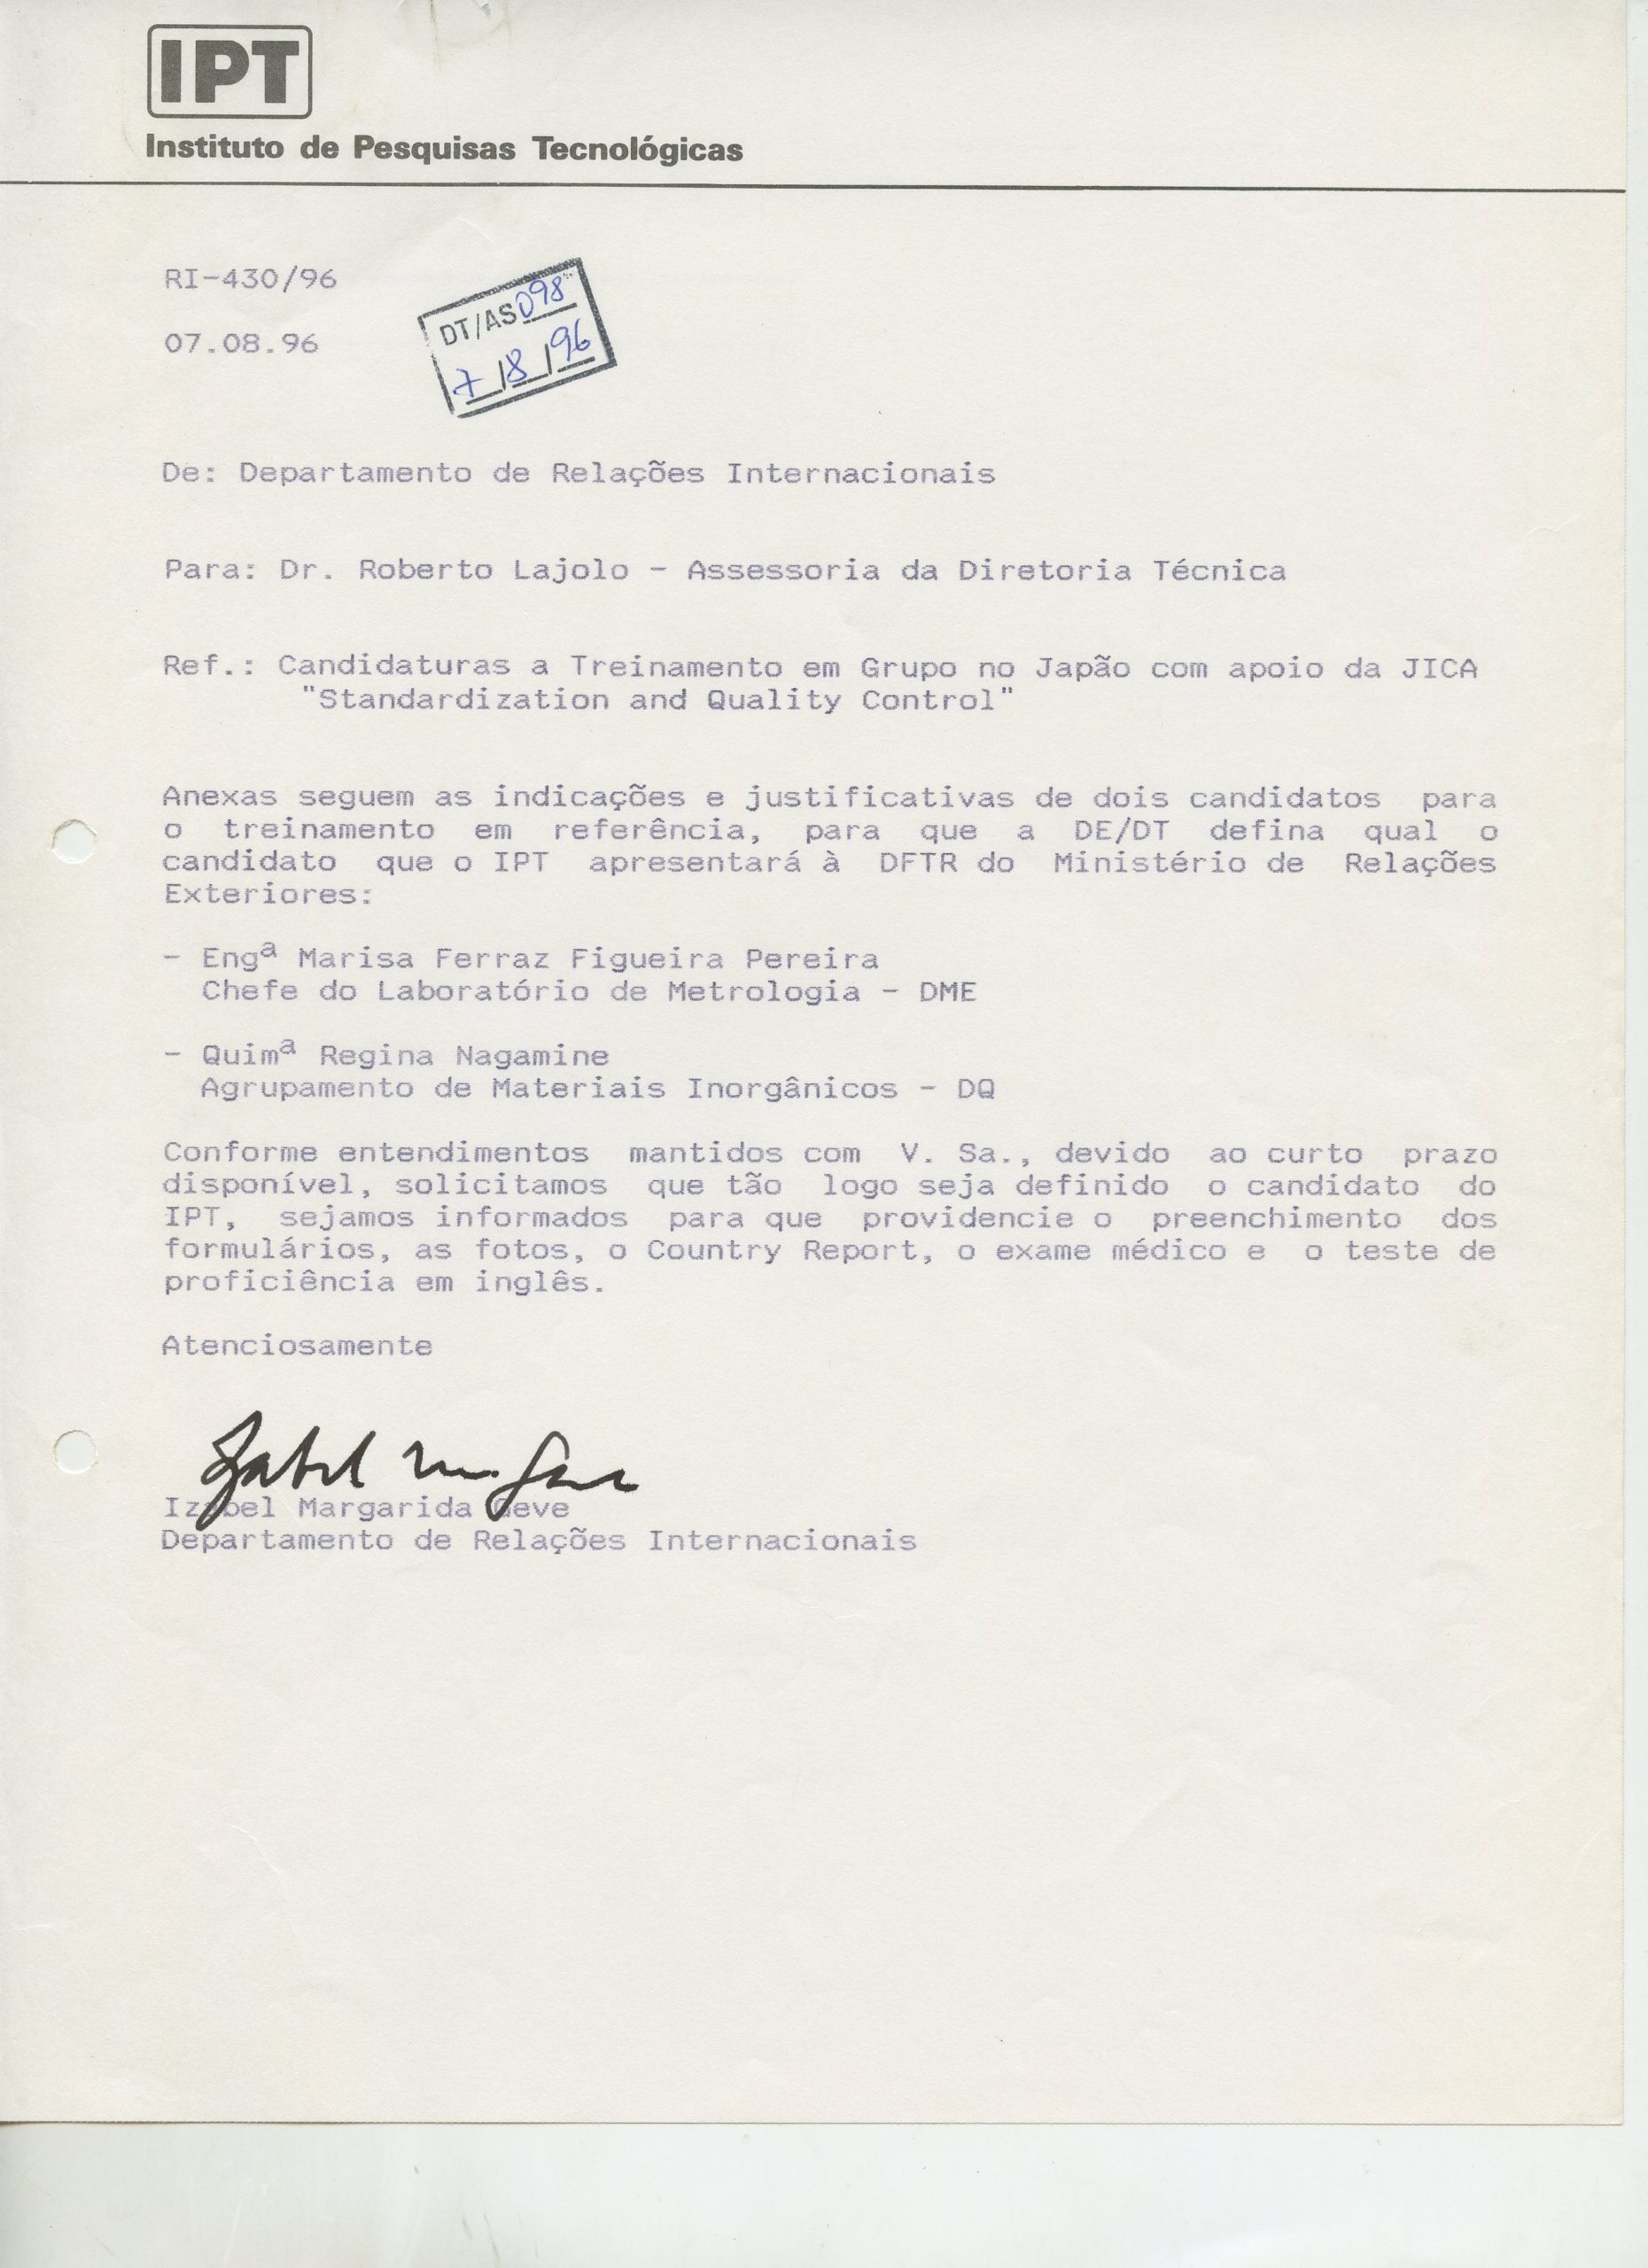 IPT
Instituto de Pesquisas Tecnológicas
RI-430/96
DT/AS 098
7/8/96
07.08.96
De: Departamento de Relações Internacionais
Para: Dr. Roberto Lajolo - Assessoria da Diretoria Técnica
Ref.: Candidaturas a Treinamento em Grupo no Japão com apoio da JICA
"Standardization and Quality Control"
Anexas seguem as indicações e justificativas de dois candidatos para
o treinamento em referência, para que a DE/DT defina qual o
candidato que o IPT apresentará à DFTR do Ministério de Relações
Exteriores:
- Engª Marisa Ferraz Figueira Pereira
Chefe do Laboratório de Metrologia - DME
- Quimª Regina Nagamine
Agrupamento de Materiais Inorgânicos - DQ
Conforme entendimentos mantidos com V. Sa., devido ao curto prazo
disponível, solicitamos que tão logo seja definido o candidato do
IPT, sejamos informados para que providencie o preenchimento dos
formulários, as fotos, o Country Report, o exame médico e o teste de
proficiência em inglês.
Atenciosamente
Izabel Margarida Geve
Departamento de Relações Internacionais